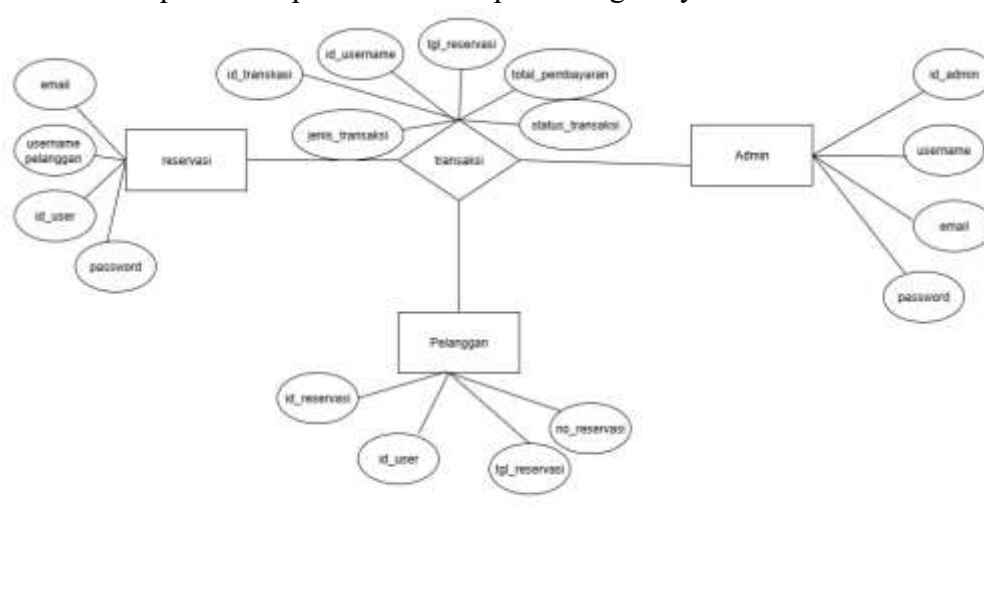 tgl_reservasi
id_username
total_pembayaran
id_transkasi
id_admin
email
status_transaksi
jenis_transaksi
username
pelanggan
reservasi
transaksi
Admin
username
id_user
email
password
password
Pelanggan
id_reservasi
no_reservasi
id_user
tgl_reservasi